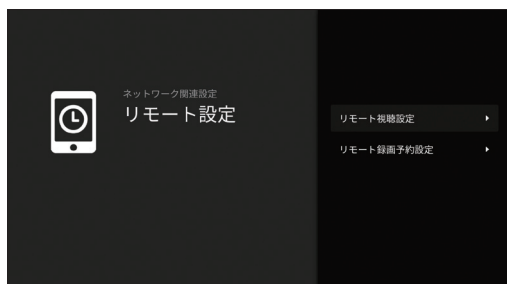 ネットワーク関連設定
リモート設定
リモート視聴設定
リモート録画予約設定